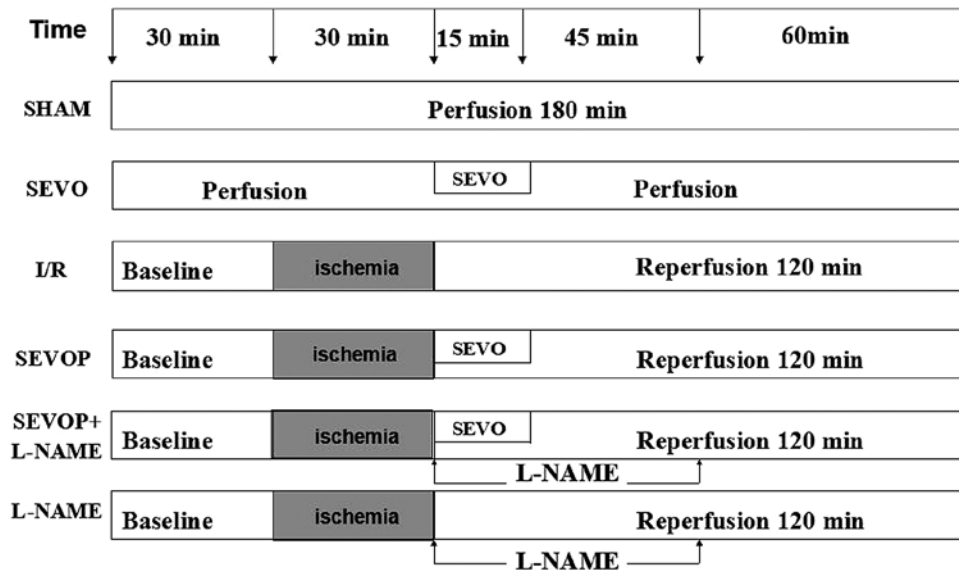 Time 30 min 30 min 15 min 45 min 60min
SHAM Perfusion 180 min
SEVO Perfusion SEVO Perfusion
I/R Baseline ischemia Reperfusion 120 min
SEVOP Baseline ischemia SEVO Reperfusion 120 min
SEVOP+
L-NAME Baseline ischemia SEVO Reperfusion 120 min
L-NAME
L-NAME Baseline ischemia Reperfusion 120 min
L-NAME